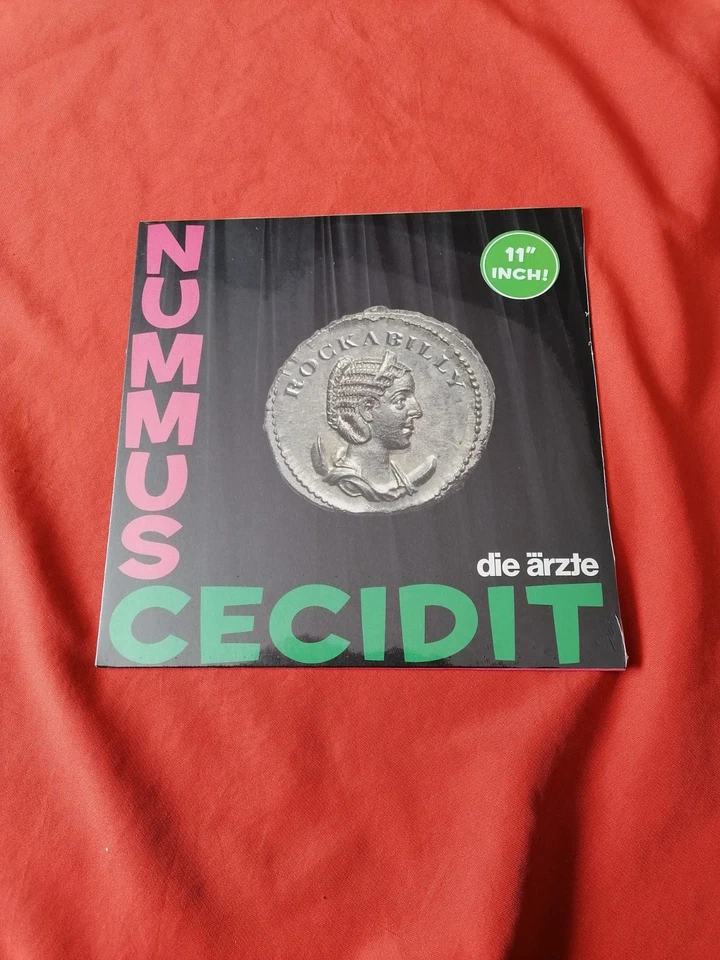 NUMMUS
11"
INCH!
ROCKABILLY
die ärzte
CECIDIT